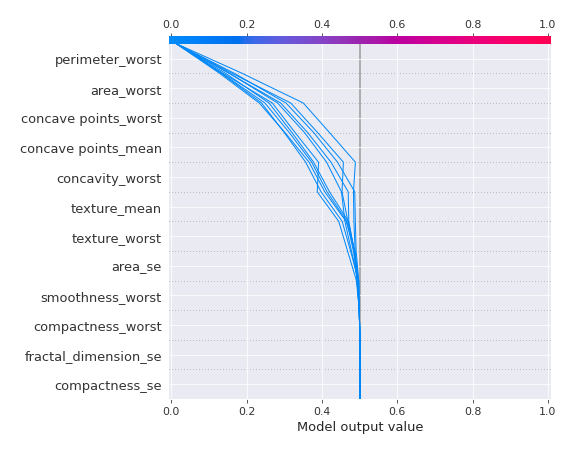 0.0 0.2 0.4 0.6 0.8 1.0
perimeter_worst
area_worst
concave points_worst
concave points_mean
concavity_worst
texture_mean
texture_worst
area_se
smoothness_worst
compactness_worst
fractal_dimension_se
compactness_se
0.0 0.2 0.4 0.6 0.8 1.0
Model output value